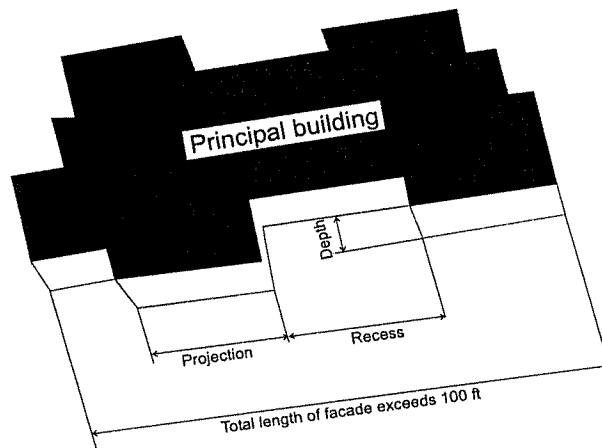 Principal building
Depth
Projection
Recess
Total length of facade exceeds 100 ft